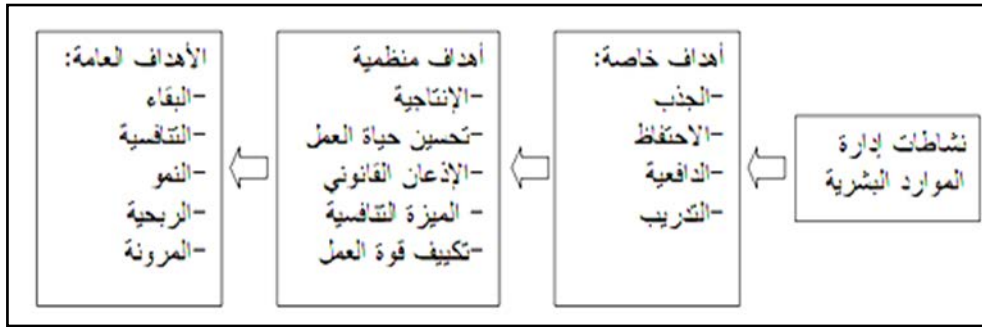 نشاطات إدارة
الموارد البشرية
أهداف خاصة:
-الجذب
-الاحتفاظ
-الدافعية
-التدريب
أهداف منظمية
-الإنتاجية
-تحسين حياة العمل
-الإذعان القانوني
- الميزة التنافسية
-تكييف قوة العمل
الأهداف العامة:
-البقاء
-التنافسية
-النمو
-الربحية
-المرونة